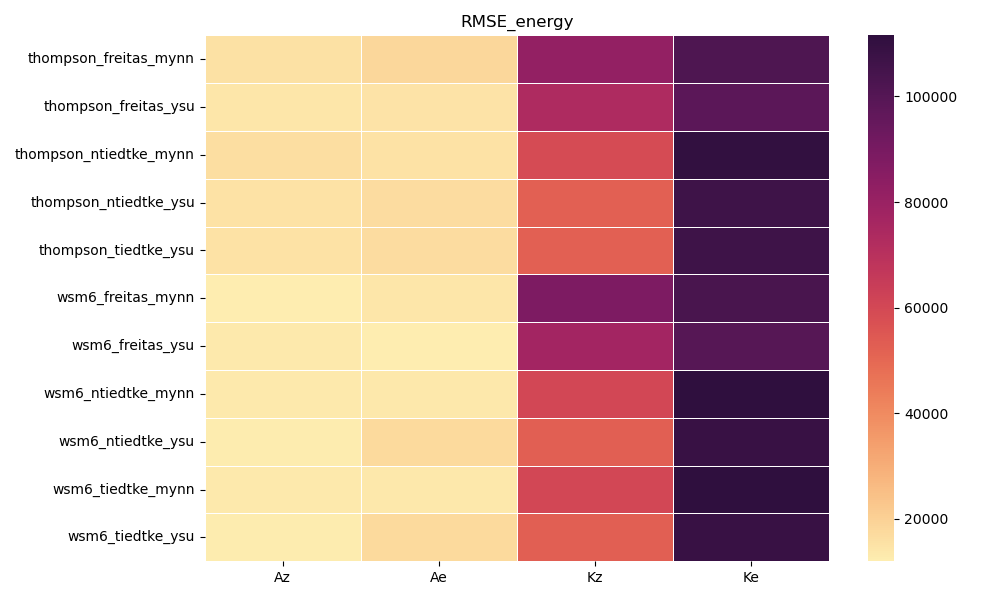 RMSE_energy
thompson_freitas_mynn
thompson_freitas_ysu
thompson_ntiedtke_mynn
thompson_ntiedtke_ysu
thompson_tiedtke_ysu
wsm6_freitas_mynn
wsm6_freitas_ysu
wsm6_ntiedtke_mynn
wsm6_ntiedtke_ysu
wsm6_tiedtke_mynn
wsm6_tiedtke_ysu
Az Ae Kz Ke
100000
80000
60000
40000
20000